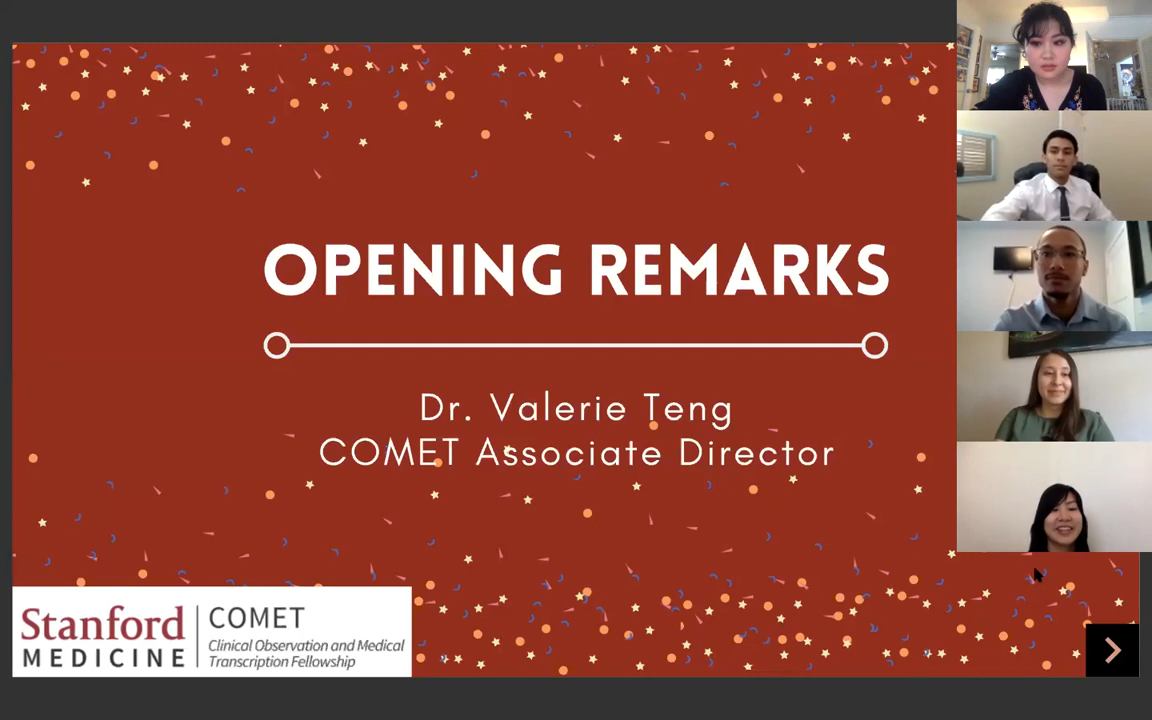 OPENING REMARKS
Dr. Valerie Teng
COMET Associate Director
Stanford
MEDICINE
COMET
Clinical Observation and Medical
Transcription Fellowship